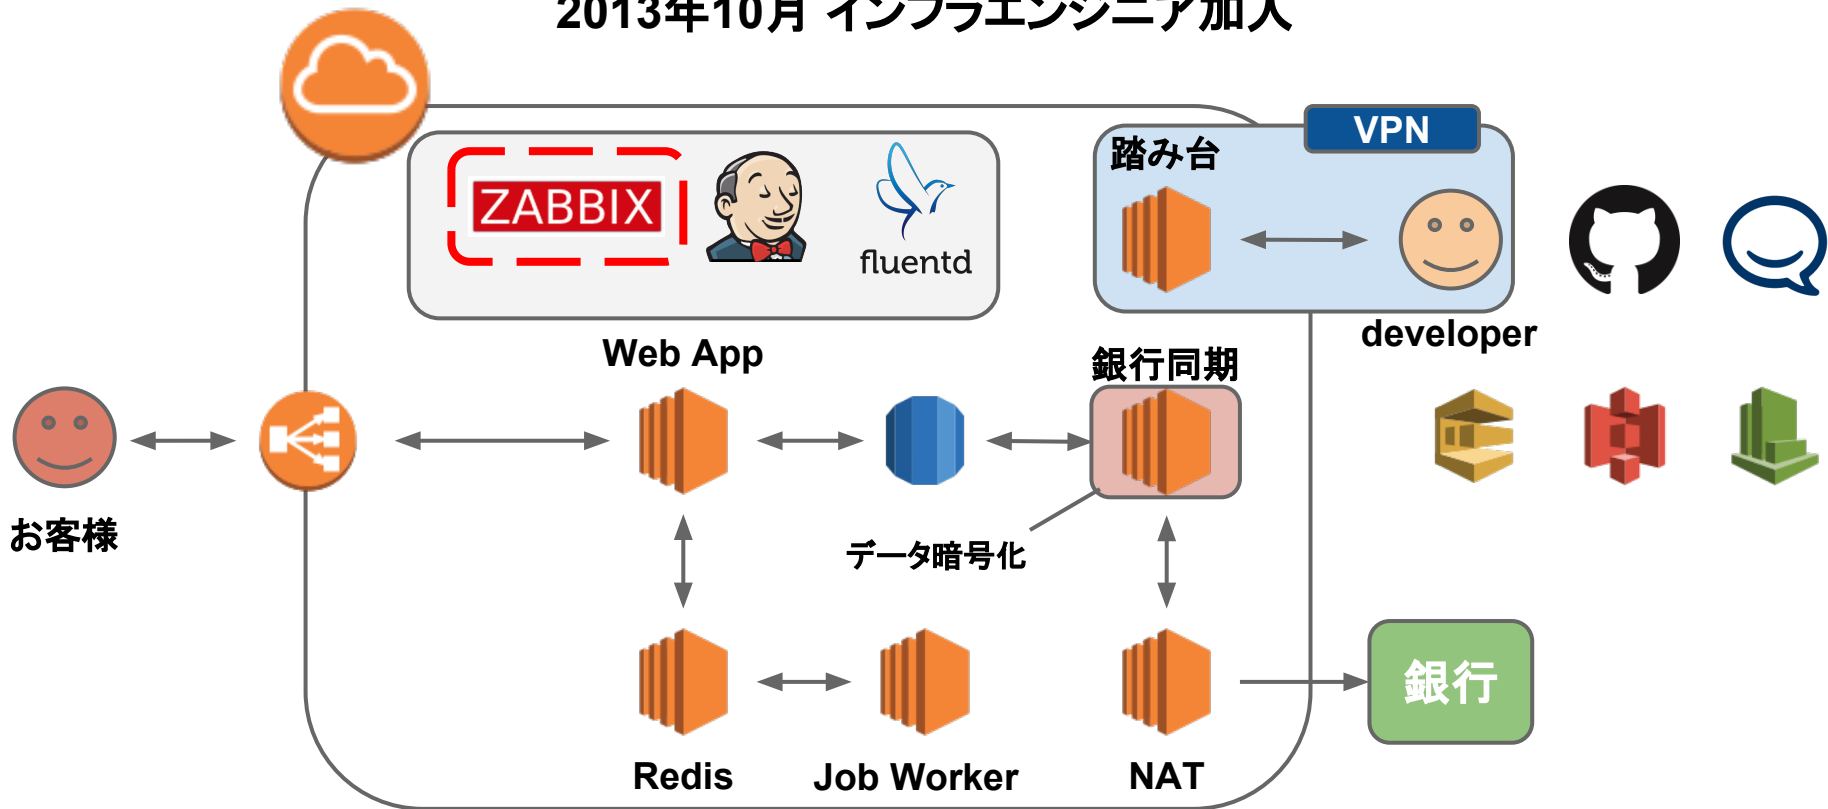 2013年10月 インフラエンジニア加入
VPN
踏み台
ZABBIX
fluentd
developer
Web App
銀行同期
お客様
データ暗号化
銀行
Redis
Job Worker
NAT